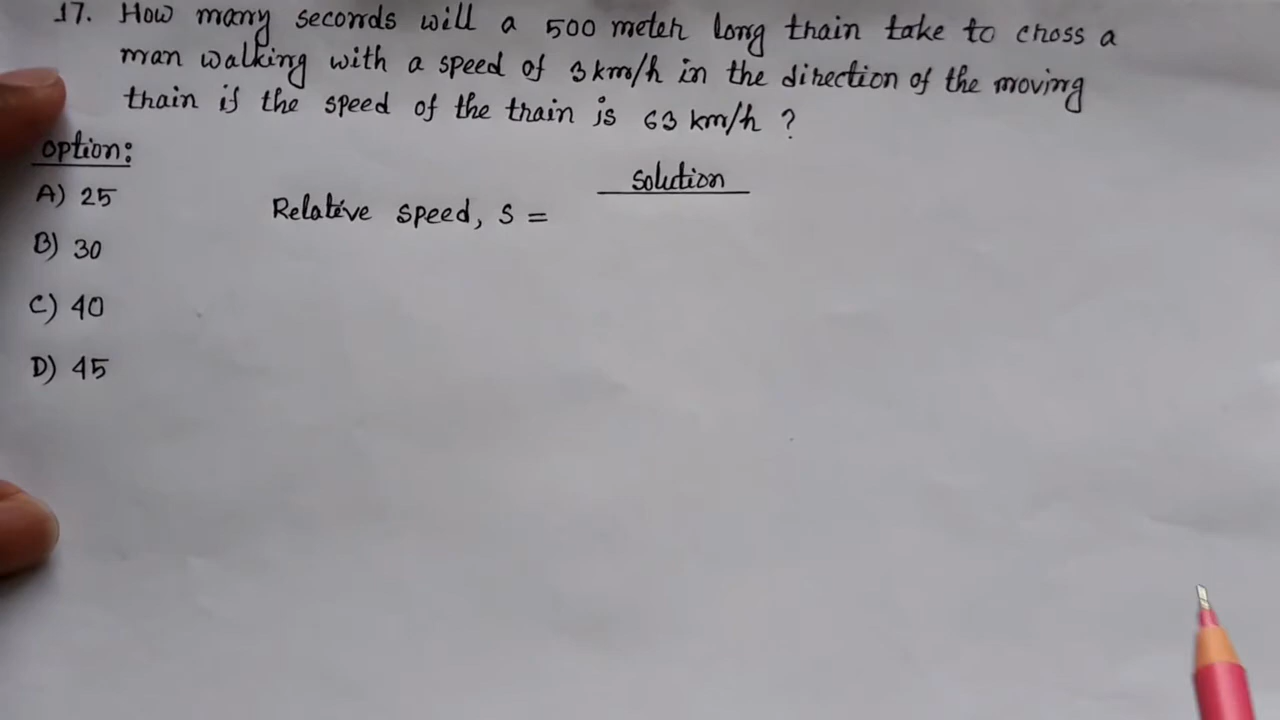 17. How many seconds will a 500 meter long train take to cross a
man walking with a speed of 3 km/h in the direction of the moving
train if the speed of the train is 63 km/h ?
option:
A) 25
B) 30
C) 40
D) 45
Solution
Relative speed, S =